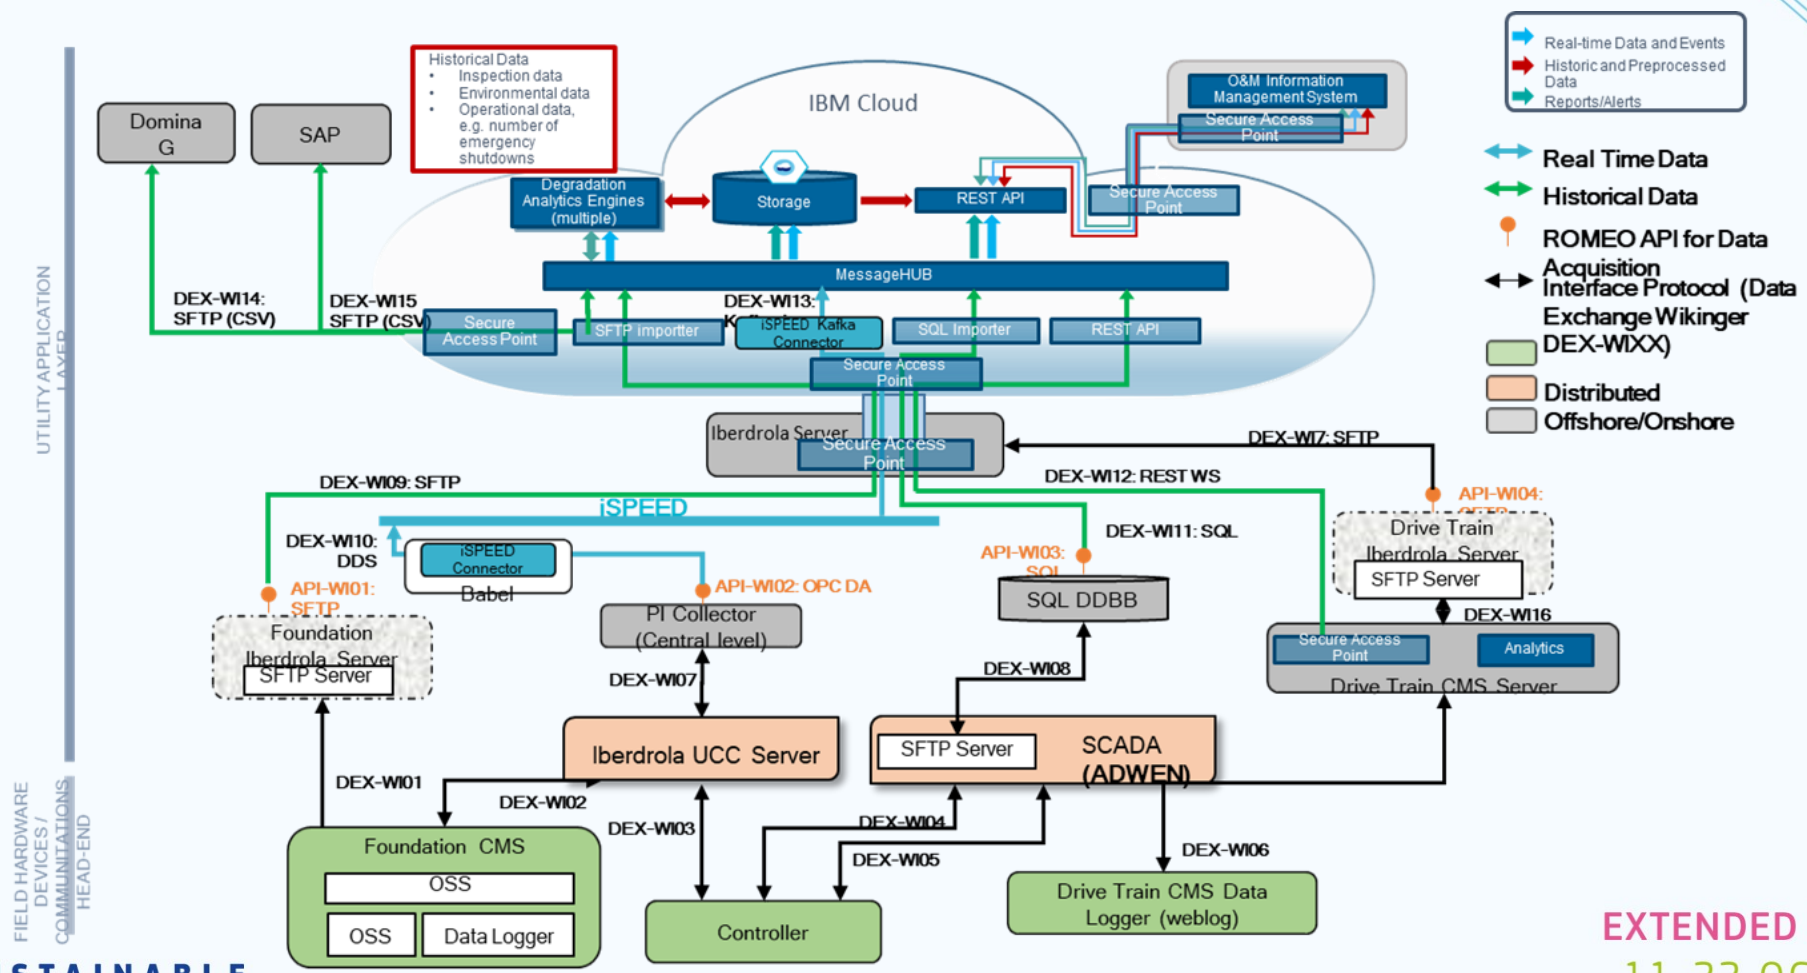 Historical Data
• Inspection data
• Environmental data
• Operational data,
e.g. number of
emergency
shutdowns
IBM Cloud
O&M Information
Management System
Secure Access
Point
Real-time Data and Events
Historic and Preprocessed
Data
Reports/Alerts
Domina
G
SAP
Real Time Data
Historical Data
ROMEO API for Data
Acquisition
Interface Protocol (Data
Exchange Wikinger
DEX-WIXX)
Distributed
Offshore/Onshore
Degradation
Analytics Engines
(multiple)
Storage
REST API
Secure Access
Point
MessageHUB
DEX-WI14:
SFTP (CSV)
DEX-WI15
SFTP (CSV)
DEX-WI13:
Secure
Access Point
SFTP importter
iSPEED Kafka
Connector
SQL Importer
REST API
Secure Access
Point
UTILITY APPLICATION
LAYER
Iberdrola Server
Secure Access
Point
DEX-WI7: SFTP
DEX-WI09: SFTP
DEX-WI12: REST WS
iSPEED
API-WI04:
SFTP
DEX-WI10:
DDS
iSPEED
Connector
Babel
DEX-WI11: SQL
API-WI03:
SQL
Drive Train
Iberdrola Server
SFTP Server
API-WI01:
SFTP
API-WI02: OPC DA
PI Collector
(Central level)
SQL DDBB
DEX-WI16
Foundation
Iberdrola Server
SFTP Server
Secure Access
Point
Analytics
Drive Train CMS Server
DEX-WI07
DEX-WI08
Iberdrola UCC Server
SFTP Server
SCADA
(ADWEN)
DEX-WI01
DEX-WI02
DEX-WI03
DEX-WI04
DEX-WI05
DEX-WI06
FIELD HARDWARE
DEVICES /
COMMUNITATIONS
HEAD-END
Foundation CMS
OSS
OSS
Data Logger
Controller
Drive Train CMS Data
Logger (weblog)
EXTENDED